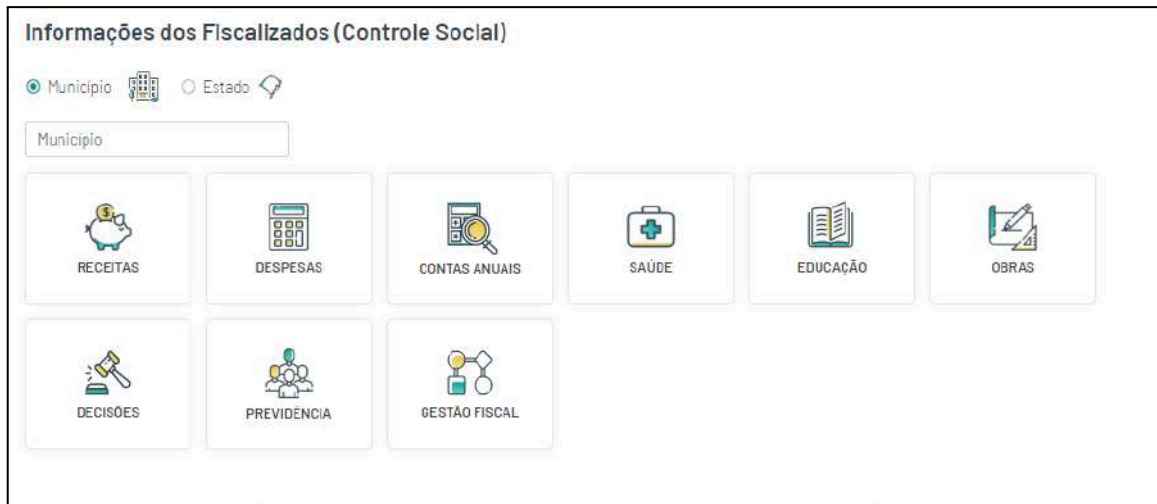 Informações dos Fiscalizados (Controle Social)
Município Estado
Município
RECEITAS DESPESAS CONTAS ANUAIS SAÚDE EDUCAÇÃO OBRAS
DECISÕES PREVIDÊNCIA GESTÃO FISCAL